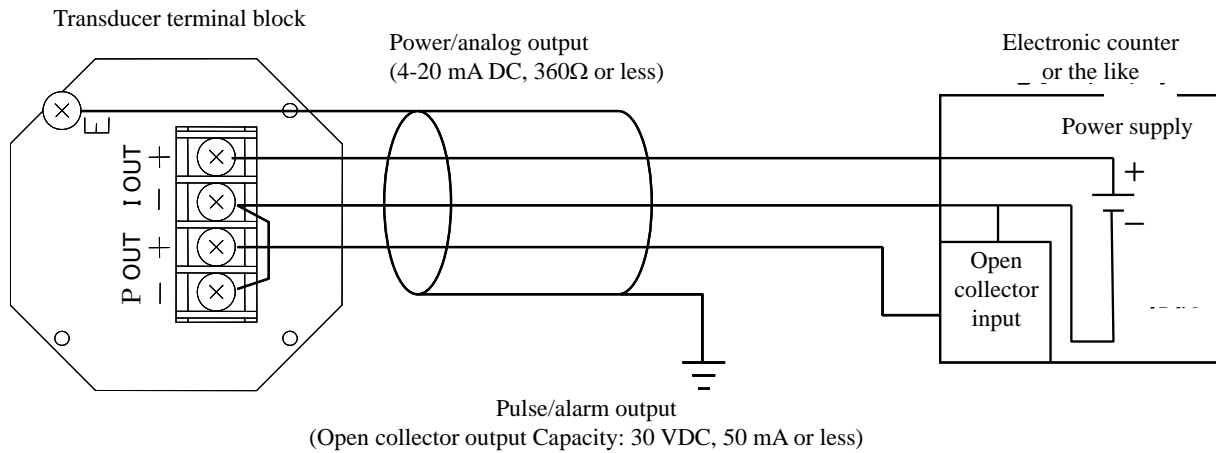 Transducer terminal block
Power/analog output
(4-20 mA DC, 360Ω or less)
Electronic counter
or the like
Power supply
E
I OUT
+
−
P OUT
+
−
+
−
Open
collector
input
Pulse/alarm output
(Open collector output Capacity: 30 VDC, 50 mA or less)